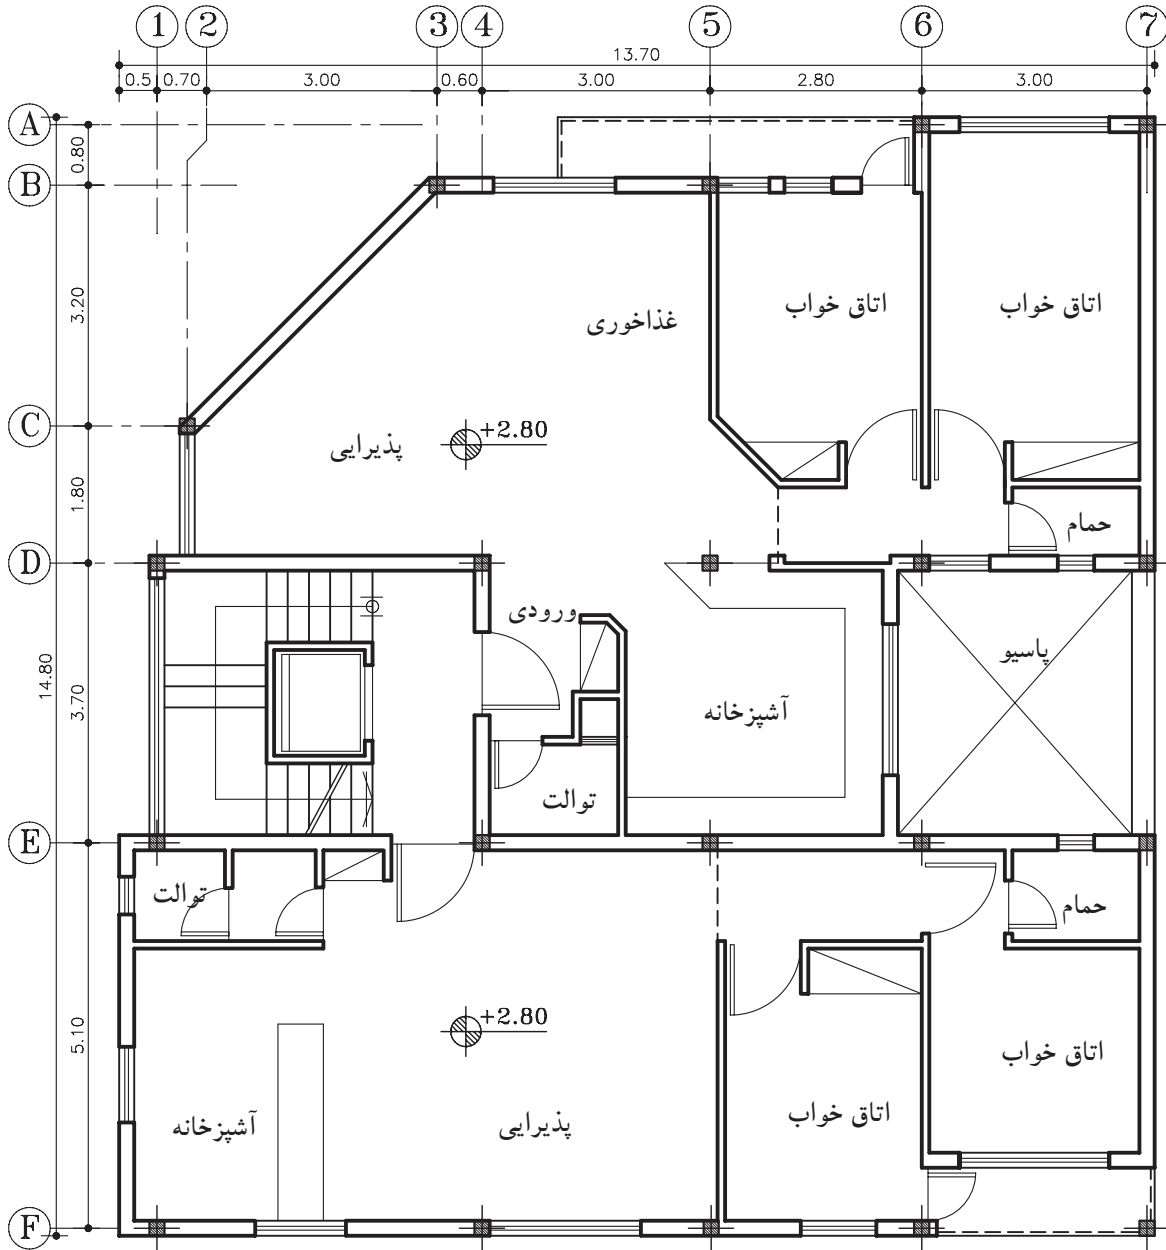 1 2 3 4 5 6 7
13.70
0.5 0.70 3.00 0.60 3.00 2.80 3.00
A
0.80
B
3.20
اتاق خواب
اتاق خواب
غذاخوری
C
+2.80
پذیرایی
1.80
حمام
D
ورودی
پاسیو
14.80
3.70
آشپزخانه
توالت
E
توالت
حمام
+2.80
5.10
اتاق خواب
اتاق خواب
آشپزخانه
پذیرایی
F